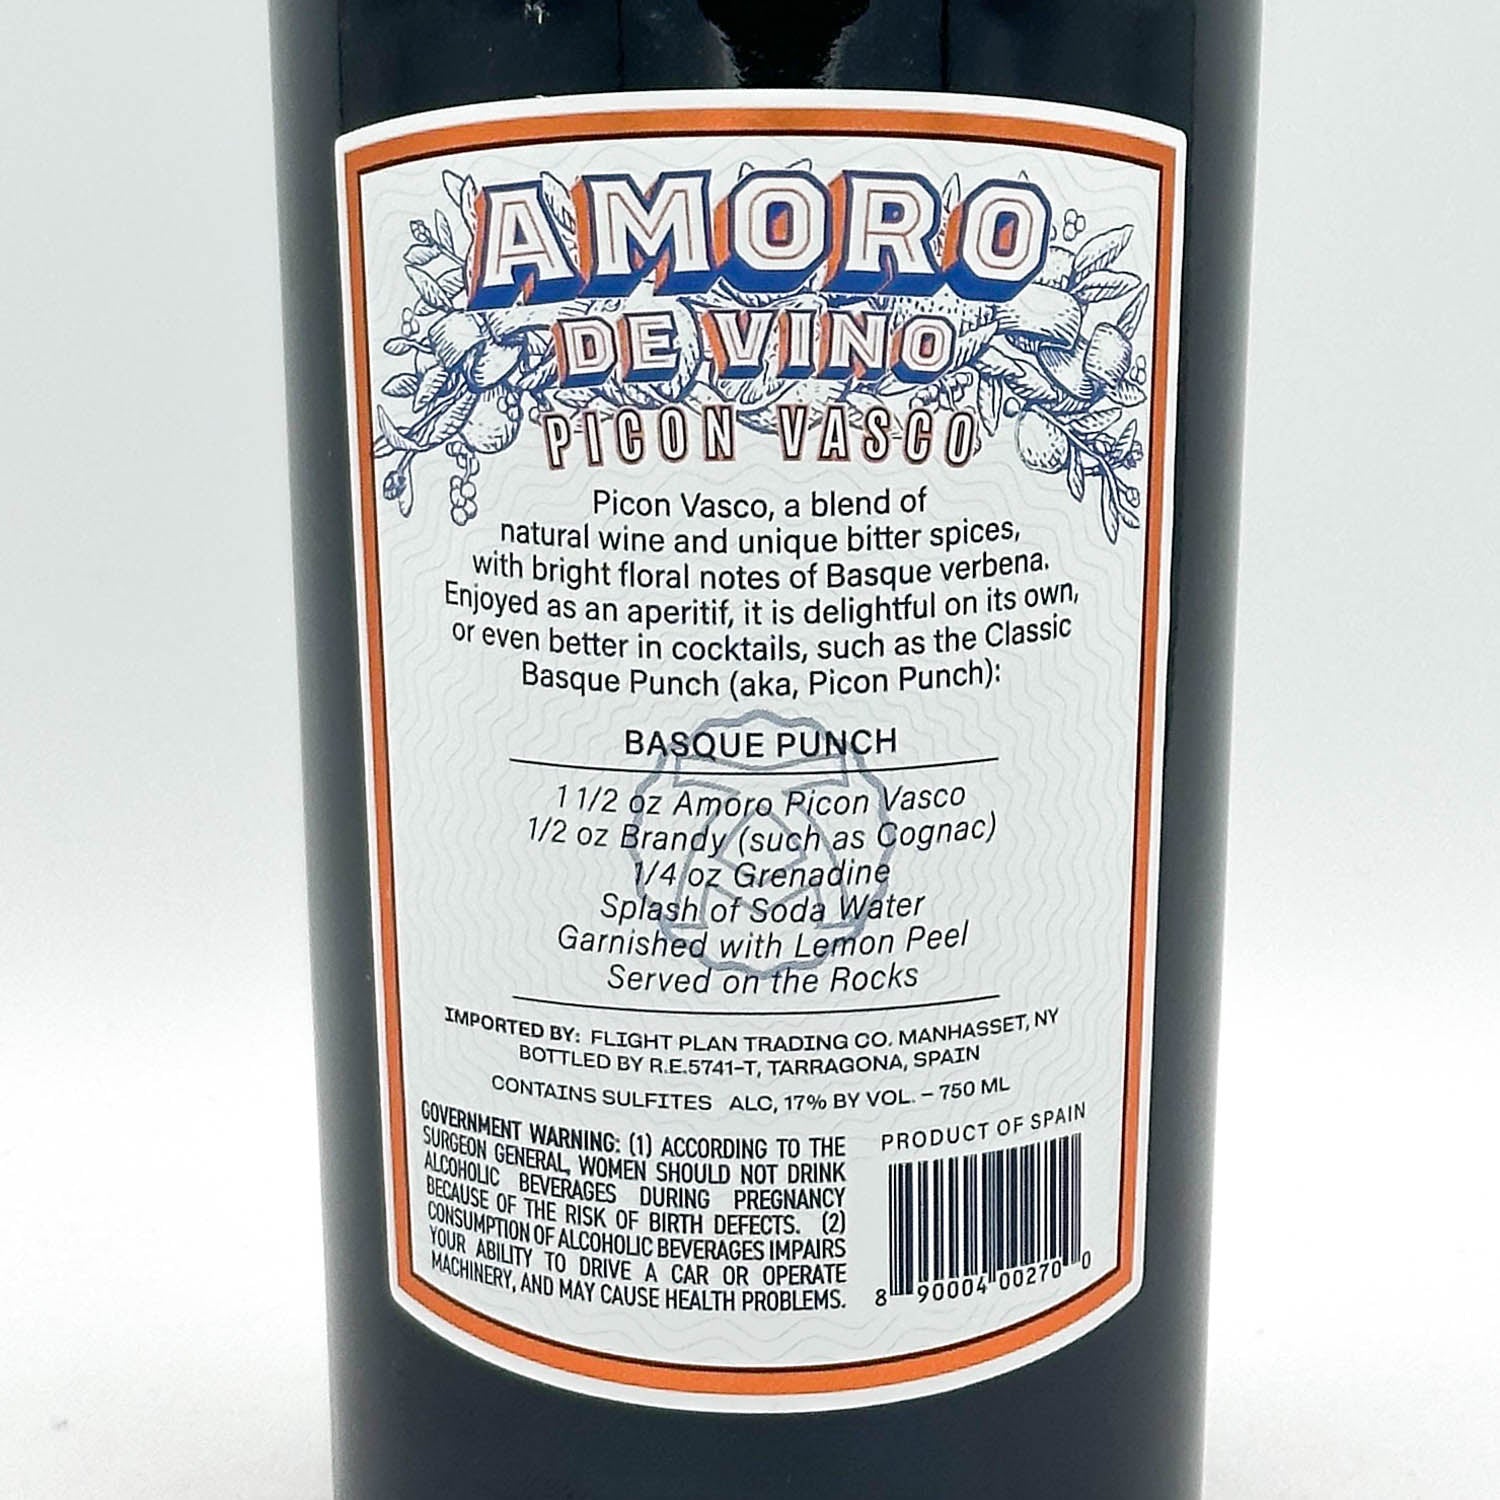 AMORO
DE VINO
PICON VASCO
Picon Vasco, a blend of
natural wine and unique bitter spices,
with bright floral notes of Basque verbena.
Enjoyed as an aperitif, it is delightful on its own,
or even better in cocktails, such as the Classic
Basque Punch (aka, Picon Punch):
BASQUE PUNCH
1 1/2 oz Amoro Picon Vasco
1/2 oz Brandy (such as Cognac)
1/4 oz Grenadine
Splash of Soda Water
Garnished with Lemon Peel
Served on the Rocks
IMPORTED BY: FLIGHT PLAN TRADING CO. MANHASSET, NY
BOTTLED BY R.E.5741-T, TARRAGONA, SPAIN
CONTAINS SULFITES ALC, 17% BY VOL. – 750 ML
GOVERNMENT WARNING: (1) ACCORDING TO THE
SURGEON GENERAL, WOMEN SHOULD NOT DRINK
ALCOHOLIC BEVERAGES DURING PREGNANCY
BECAUSE OF THE RISK OF BIRTH DEFECTS. (2)
CONSUMPTION OF ALCOHOLIC BEVERAGES IMPAIRS
YOUR ABILITY TO DRIVE A CAR OR OPERATE
MACHINERY, AND MAY CAUSE HEALTH PROBLEMS.
PRODUCT OF SPAIN
8 90004 00270 0